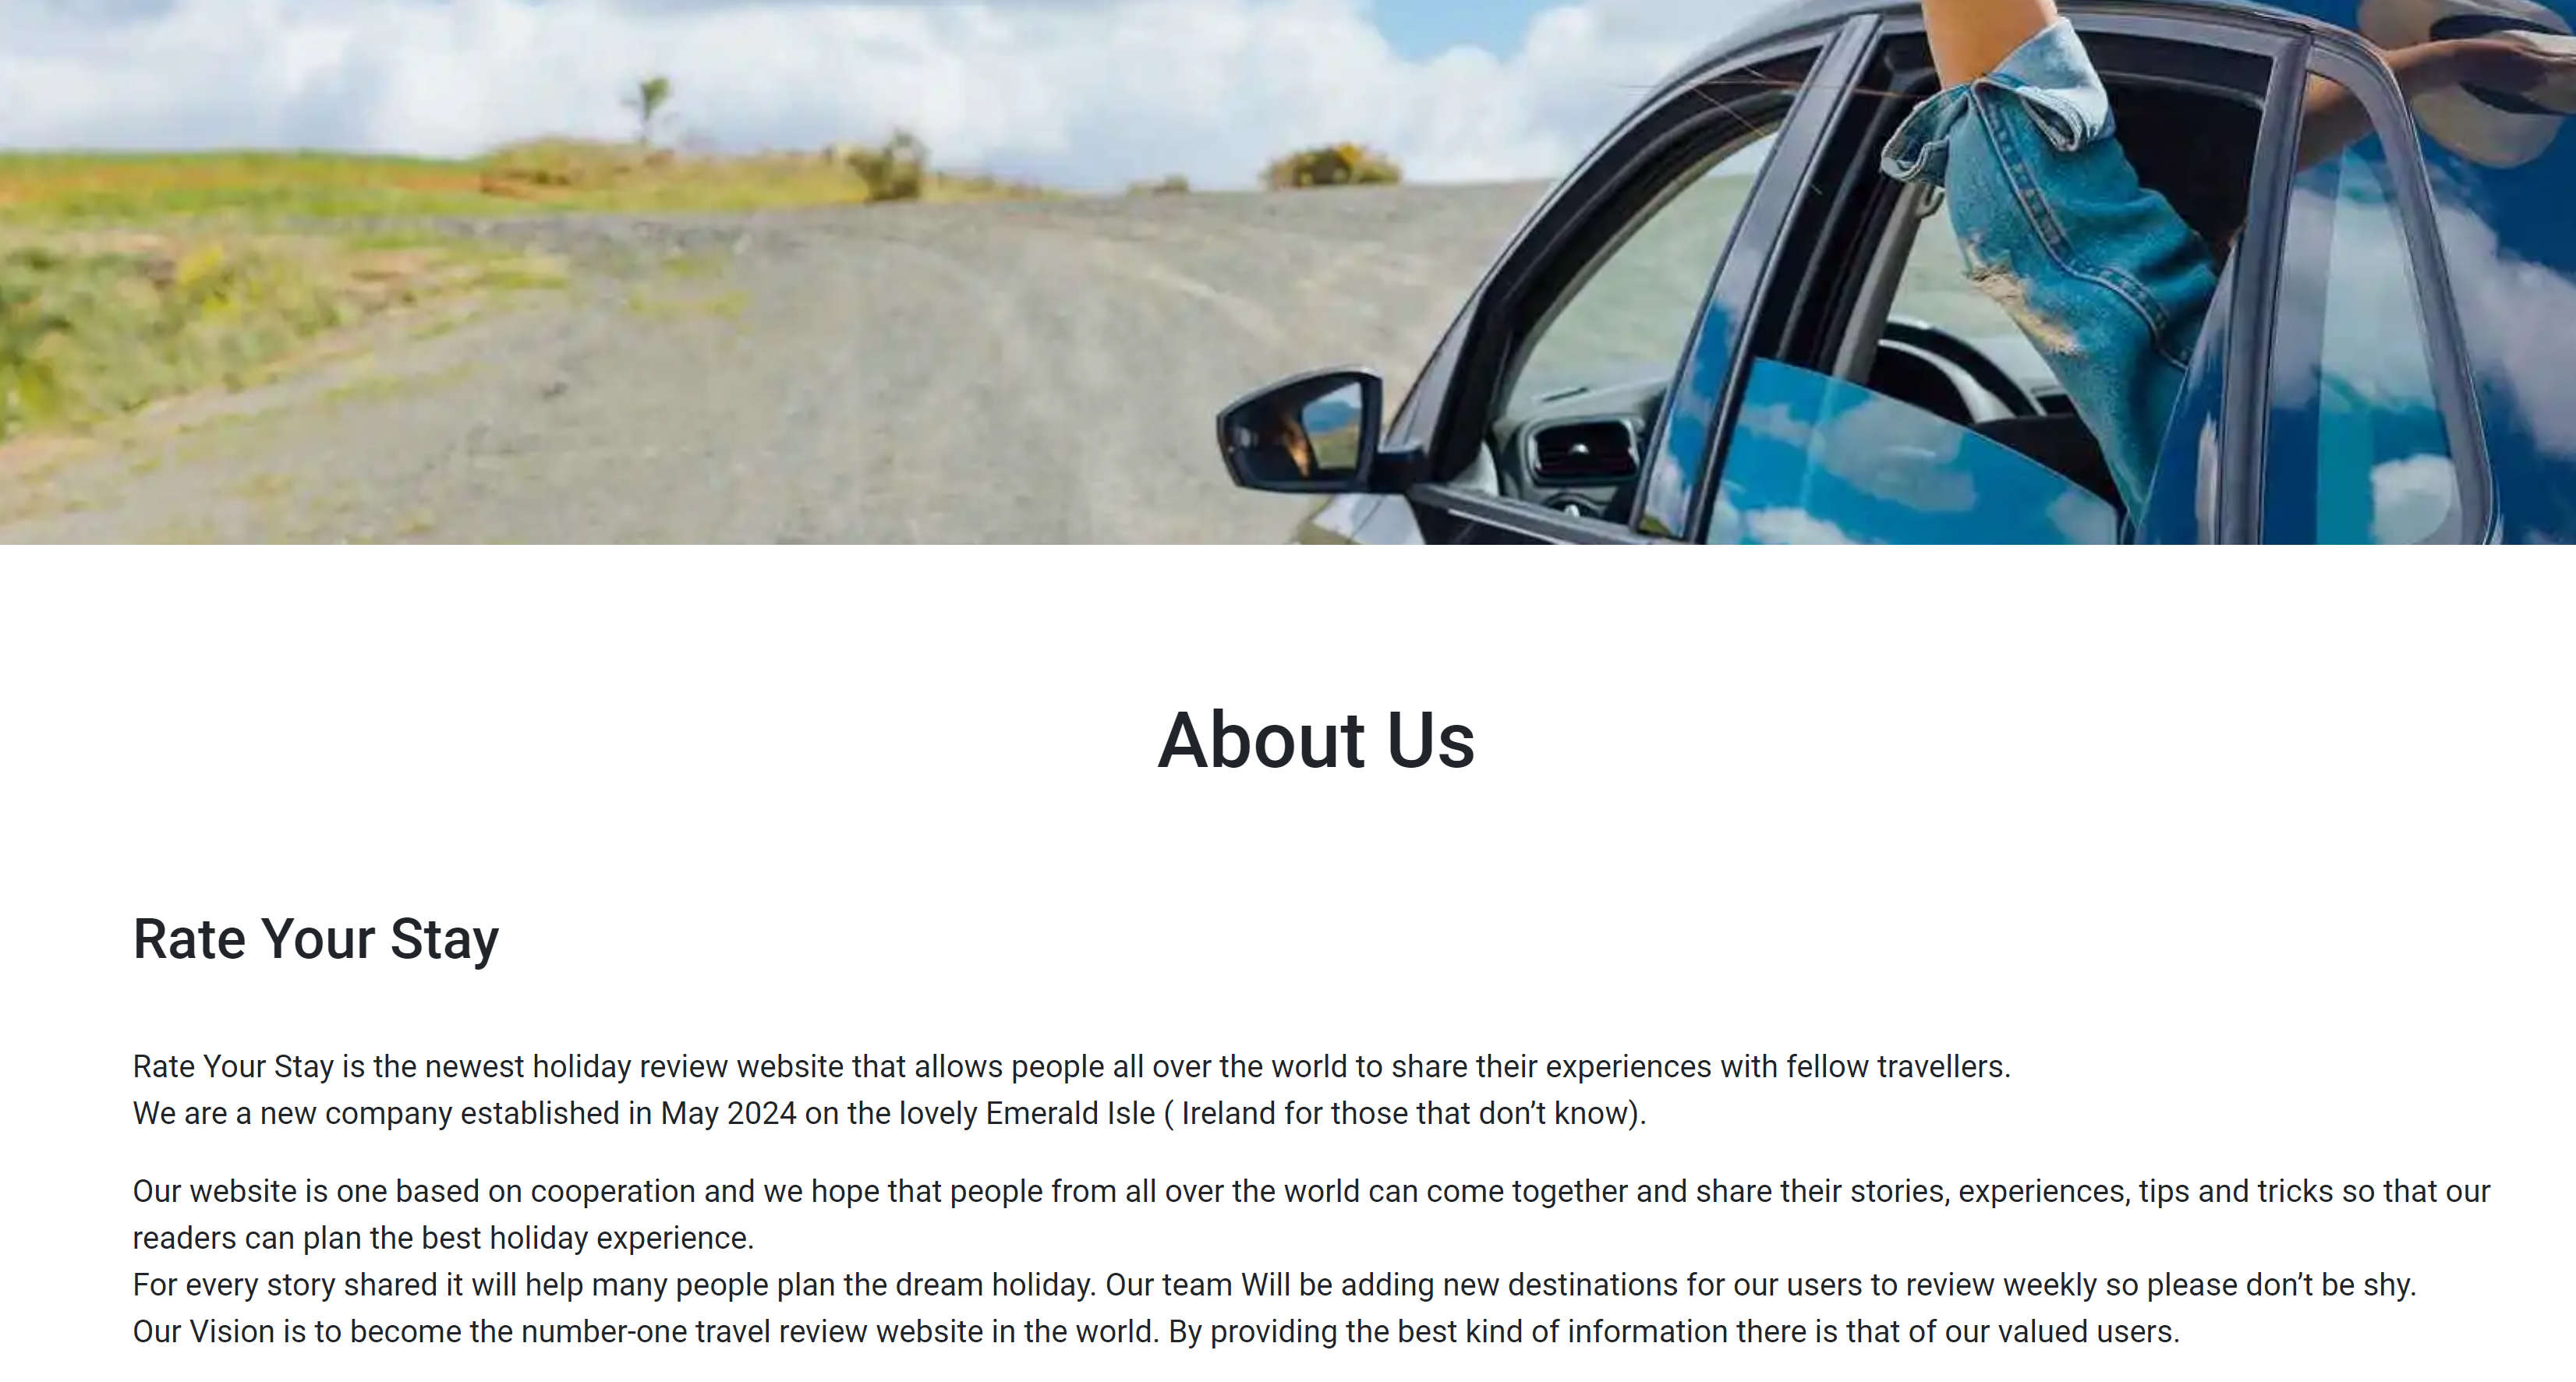 About Us
Rate Your Stay
Rate Your Stay is the newest holiday review website that allows people all over the world to share their experiences with fellow travellers.
We are a new company established in May 2024 on the lovely Emerald Isle ( Ireland for those that don’t know).
Our website is one based on cooperation and we hope that people from all over the world can come together and share their stories, experiences, tips and tricks so that our
readers can plan the best holiday experience.
For every story shared it will help many people plan the dream holiday. Our team Will be adding new destinations for our users to review weekly so please don’t be shy.
Our Vision is to become the number-one travel review website in the world. By providing the best kind of information there is that of our valued users.